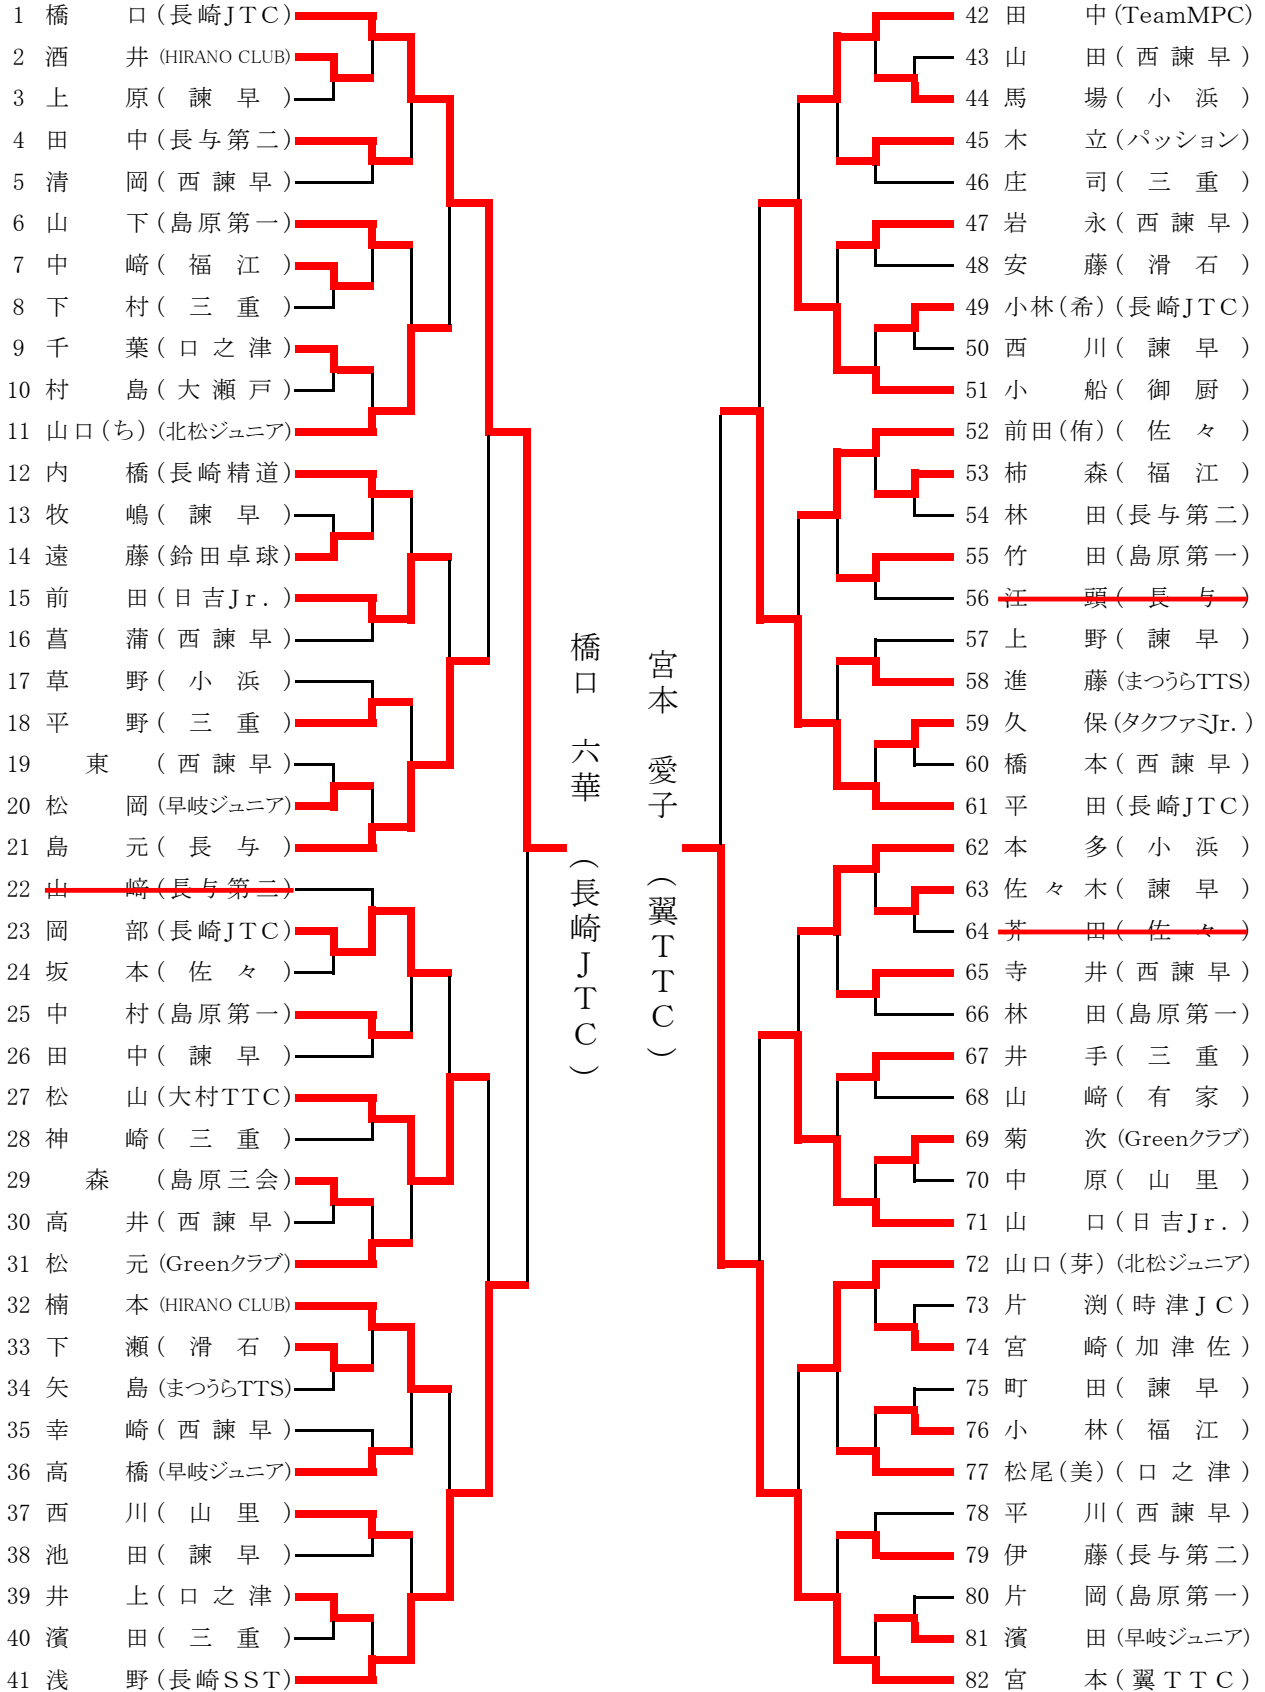 1 橋口(長崎JTC)
2 酒井(HIRANO CLUB)
3 上原(諫早)
4 田中(長与第二)
5 清岡(西諫早)
6 山下(島原第一)
7 中﨑(福江)
8 下村(三重)
9 千葉(口之津)
10 村島(大瀬戸)
11 山口(ち)(北松ジュニア)
12 内橋(長崎精道)
13 牧嶋(諫早)
14 遠藤(鈴田卓球)
15 前田(日吉Jr.)
16 菖蒲(西諫早)
17 草野(小浜)
18 平野(三重)
19 東(西諫早)
20 松岡(早岐ジュニア)
21 島元(長与)
22 山﨑(長与第二)
23 岡部(長崎JTC)
24 坂本(佐々)
25 中村(島原第一)
26 田中(諫早)
27 松山(大村TTC)
28 神崎(三重)
29 森(島原三会)
30 高井(西諫早)
31 松元(Greenクラブ)
32 楠本(HIRANO CLUB)
33 下瀬(滑石)
34 矢島(まつうらTTS)
35 幸崎(西諫早)
36 高橋(早岐ジュニア)
37 西川(山里)
38 池田(諫早)
39 井上(口之津)
40 濱田(三重)
41 浅野(長崎SST)
橋口 六華 (長崎JTC)
宮本 愛子 (翼TTC)
42 田中(TeamMPC)
43 山田(西諫早)
44 馬場(小浜)
45 木立(パッション)
46 庄司(三重)
47 岩永(西諫早)
48 安藤(滑石)
49 小林(希)(長崎JTC)
50 西川(諫早)
51 小船(御厨)
52 前田(侑)(佐々)
53 柿森(福江)
54 林田(長与第二)
55 竹田(島原第一)
56 江頭(長与)
57 上野(諫早)
58 進藤(まつうらTTS)
59 久保(タクファミJr.)
60 橋本(西諫早)
61 平田(長崎JTC)
62 本多(小浜)
63 佐々木(諫早)
64 芥田(佐々)
65 寺井(西諫早)
66 林田(島原第一)
67 井手(三重)
68 山﨑(有家)
69 菊次(Greenクラブ)
70 中原(山里)
71 山口(日吉Jr.)
72 山口(芽)(北松ジュニア)
73 片渕(時津JC)
74 宮崎(加津佐)
75 町田(諫早)
76 小林(福江)
77 松尾(美)(口之津)
78 平川(西諫早)
79 伊藤(長与第二)
80 片岡(島原第一)
81 濱田(早岐ジュニア)
82 宮本(翼TTC)